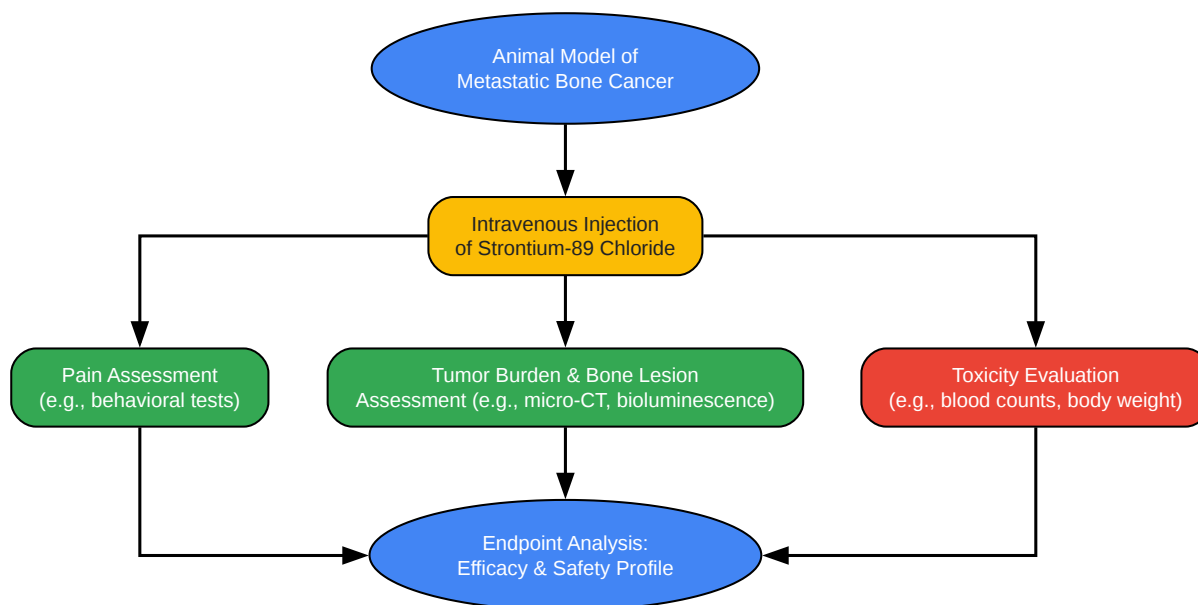 Animal Model of
Metastatic Bone Cancer
Intravenous Injection
of Strontium-89 Chloride
Pain Assessment
(e.g., behavioral tests)
Tumor Burden & Bone Lesion
Assessment (e.g., micro-CT, bioluminescence)
Toxicity Evaluation
(e.g., blood counts, body weight)
Endpoint Analysis:
Efficacy & Safety Profile